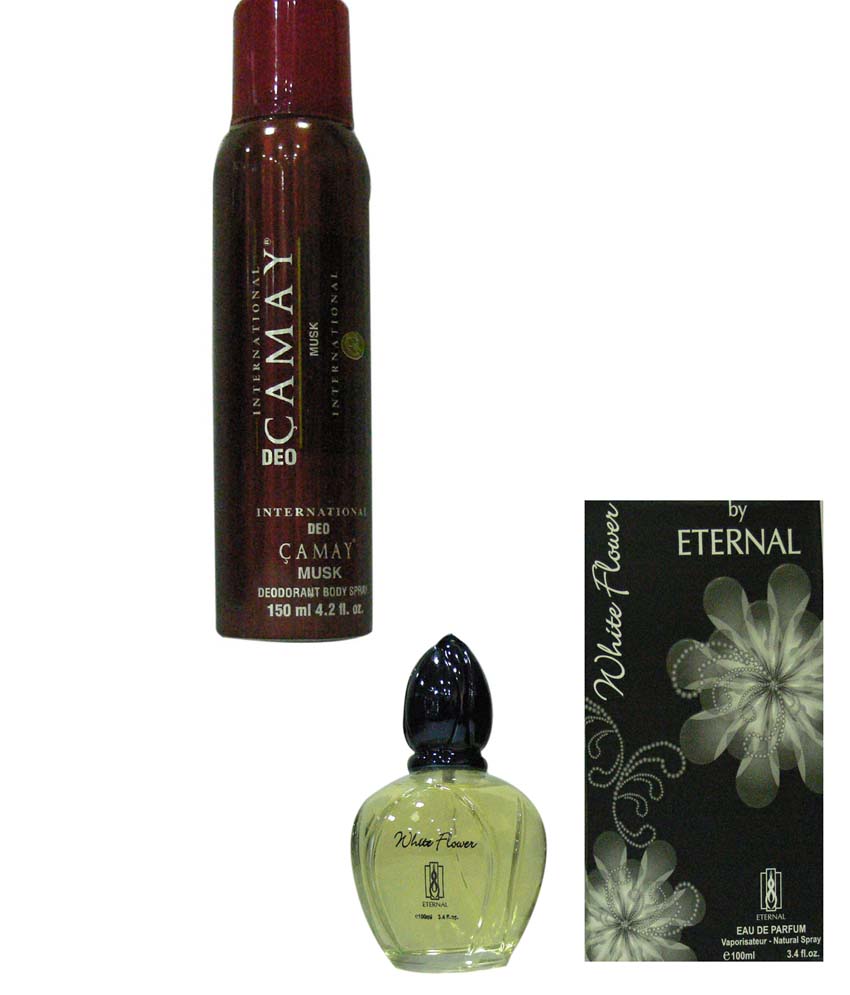 INTERNATIONAL
DEO ÇAMAY®
MUSK
INTERNATIONAL
INTERNATIONAL
DEO
ÇAMAY®
MUSK
DEODORANT BODY SPRAY
150 ml 4.2 fl. oz.
White Flower
by
ETERNAL
ETERNAL
EAU DE PARFUM
Vaporisateur - Natural Spray
e100ml 3.4 fl.oz.
White Flower
ETERNAL
e100ml 3.4 fl.oz.